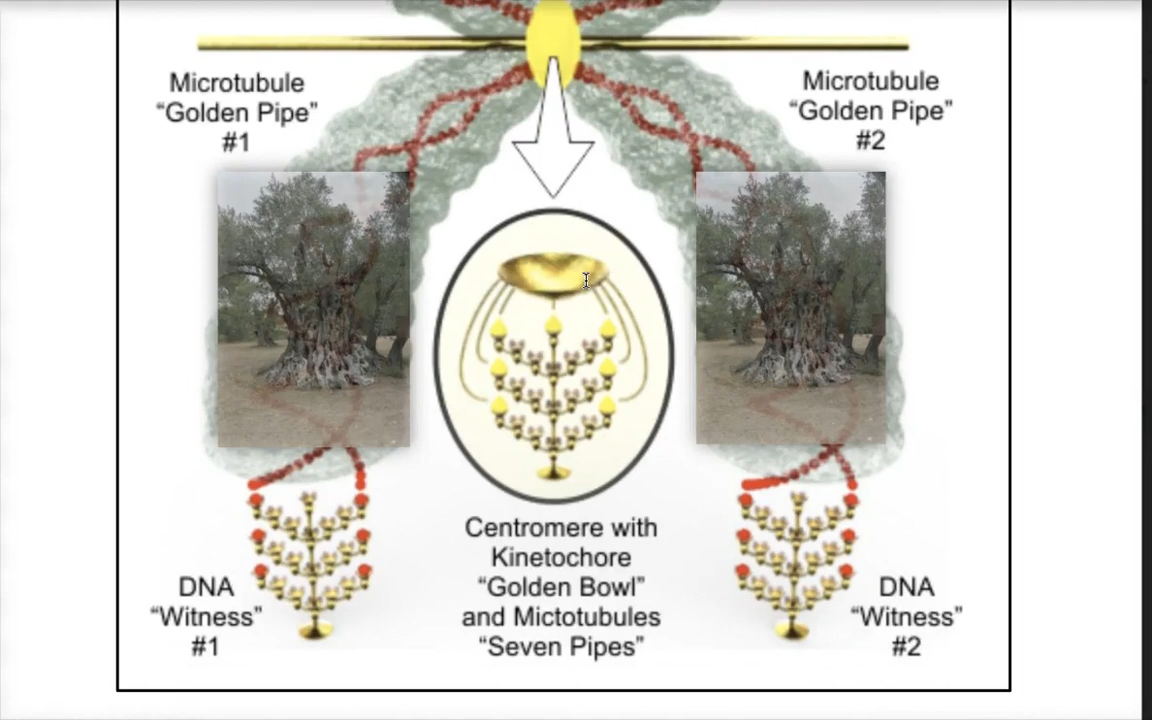 Microtubule
“Golden Pipe”
#1
Microtubule
“Golden Pipe”
#2
Centromere with
Kinetochore
“Golden Bowl”
and Mictotubules
“Seven Pipes”
DNA
“Witness”
#1
DNA
“Witness”
#2